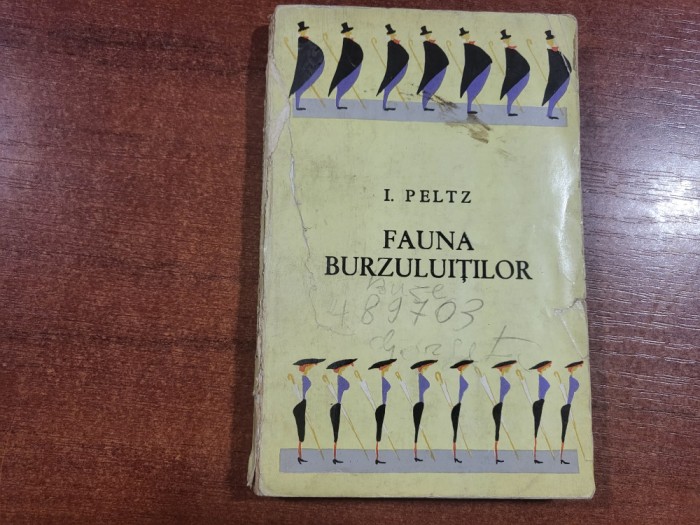 I. PELTZ
FAUNA
BURZULUIȚILOR
489703